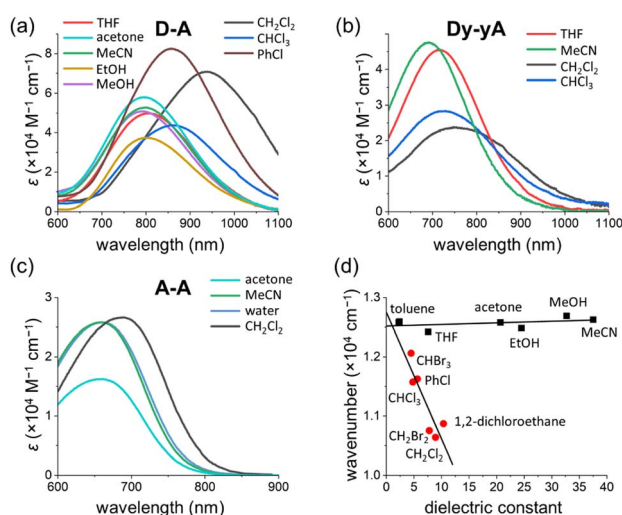 (a)
D-A
THF
acetone
MeCN
EtOH
MeOH
CH₂Cl₂
CHCl₃
PhCl
ε (×10⁴ M⁻¹ cm⁻¹)
8
6
4
2
0
600 700 800 900 1000 1100
wavelength (nm)
(b)
Dy-yA
THF
MeCN
CH₂Cl₂
CHCl₃
ε (×10⁴ M⁻¹ cm⁻¹)
5
4
3
2
1
0
600 700 800 900 1000 1100
wavelength (nm)
(c)
A-A
acetone
MeCN
water
CH₂Cl₂
ε (×10⁴ M⁻¹ cm⁻¹)
3
2
1
0
600 700 800 900
wavelength (nm)
(d)
wavenumber (×10⁴ cm⁻¹)
1.3
1.2
1.1
1.0
toluene
THF
acetone
EtOH
MeOH
MeCN
CHBr₃
PhCl
CHCl₃
1,2-dichloroethane
CH₂Br₂
CH₂Cl₂
0 5 10 15 20 25 30 35 40
dielectric constant